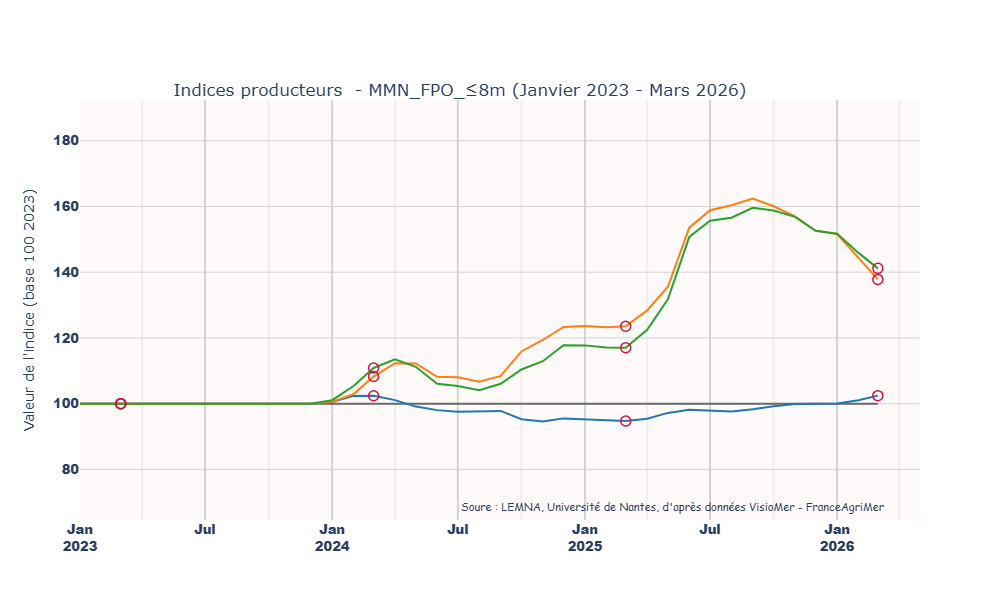 Indices producteurs - MMN_FPO_≤8m (Janvier 2023 - Mars 2026)
Valeur de l'indice (base 100 2023)
180
160
140
120
100
80
Soure : LEMNA, Université de Nantes, d'après données VisioMer - FranceAgriMer
Jan Jul Jan Jul Jan Jul Jan
2023 2024 2025 2026